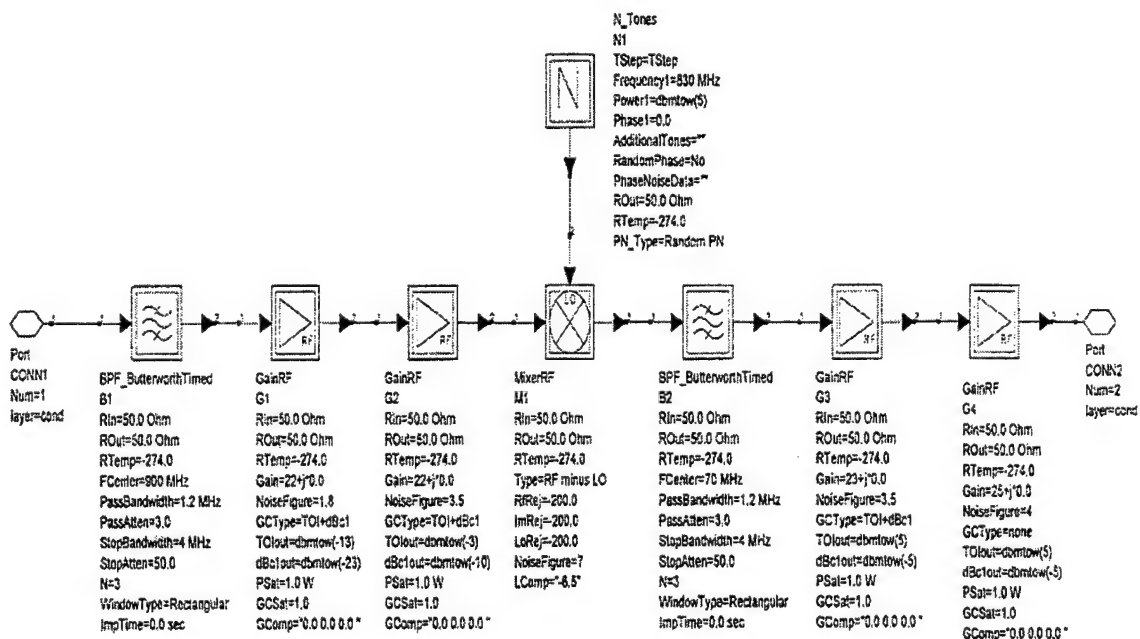 N_Tones
N1
TStep=TStep
Frequency1=830 MHz
Power1=dbmtow(5)
Phase1=0.0
AdditionalTones=""
RandomPhase=No
PhaseNoiseData=""
ROut=50.0 Ohm
RTemp=-274.0
PN_Type=Random PN
N
Port
CONN1
Num=1
layer=cond
BPF_ButterworthTimed
B1
RIn=50.0 Ohm
ROut=50.0 Ohm
RTemp=-274.0
FCenter=900 MHz
PassBandwidth=1.2 MHz
PassAtten=3.0
StopBandwidth=4 MHz
StopAtten=50.0
N=3
WindowType=Rectangular
ImpTime=0.0 sec
RF
GainRF
G1
RIn=50.0 Ohm
ROut=50.0 Ohm
RTemp=-274.0
Gain=22+j*0.0
NoiseFigure=1.8
GCType=TOI+dBc1
TOIout=dbmtow(-13)
dBc1out=dbmtow(-23)
PSat=1.0 W
GCSat=1.0
GComp="0.0 0.0 0.0 "
RF
GainRF
G2
RIn=50.0 Ohm
ROut=50.0 Ohm
RTemp=-274.0
Gain=22+j*0.0
NoiseFigure=3.5
GCType=TOI+dBc1
TOIout=dbmtow(-3)
dBc1out=dbmtow(-10)
PSat=1.0 W
GCSat=1.0
GComp="0.0 0.0 0.0 "
LO
MixerRF
M1
RIn=50.0 Ohm
ROut=50.0 Ohm
RTemp=-274.0
Type=RF minus LO
RfRej=-200.0
ImRej=-200.0
LoRej=-200.0
NoiseFigure=7
LComp="-6.5"
BPF_ButterworthTimed
B2
RIn=50.0 Ohm
ROut=50.0 Ohm
RTemp=-274.0
FCenter=70 MHz
PassBandwidth=1.2 MHz
PassAtten=3.0
StopBandwidth=4 MHz
StopAtten=50.0
N=3
WindowType=Rectangular
ImpTime=0.0 sec
RF
GainRF
G3
RIn=50.0 Ohm
ROut=50.0 Ohm
RTemp=-274.0
Gain=23+j*0.0
NoiseFigure=3.5
GCType=TOI+dBc1
TOIout=dbmtow(5)
dBc1out=dbmtow(-5)
PSat=1.0 W
GCSat=1.0
GComp="0.0 0.0 0.0 "
RF
GainRF
G4
RIn=50.0 Ohm
ROut=50.0 Ohm
RTemp=-274.0
Gain=25+j*0.0
NoiseFigure=4
GCType=none
TOIout=dbmtow(5)
dBc1out=dbmtow(-5)
PSat=1.0 W
GCSat=1.0
GComp="0.0 0.0 0.0 "
Port
CONN2
Num=2
layer=cond